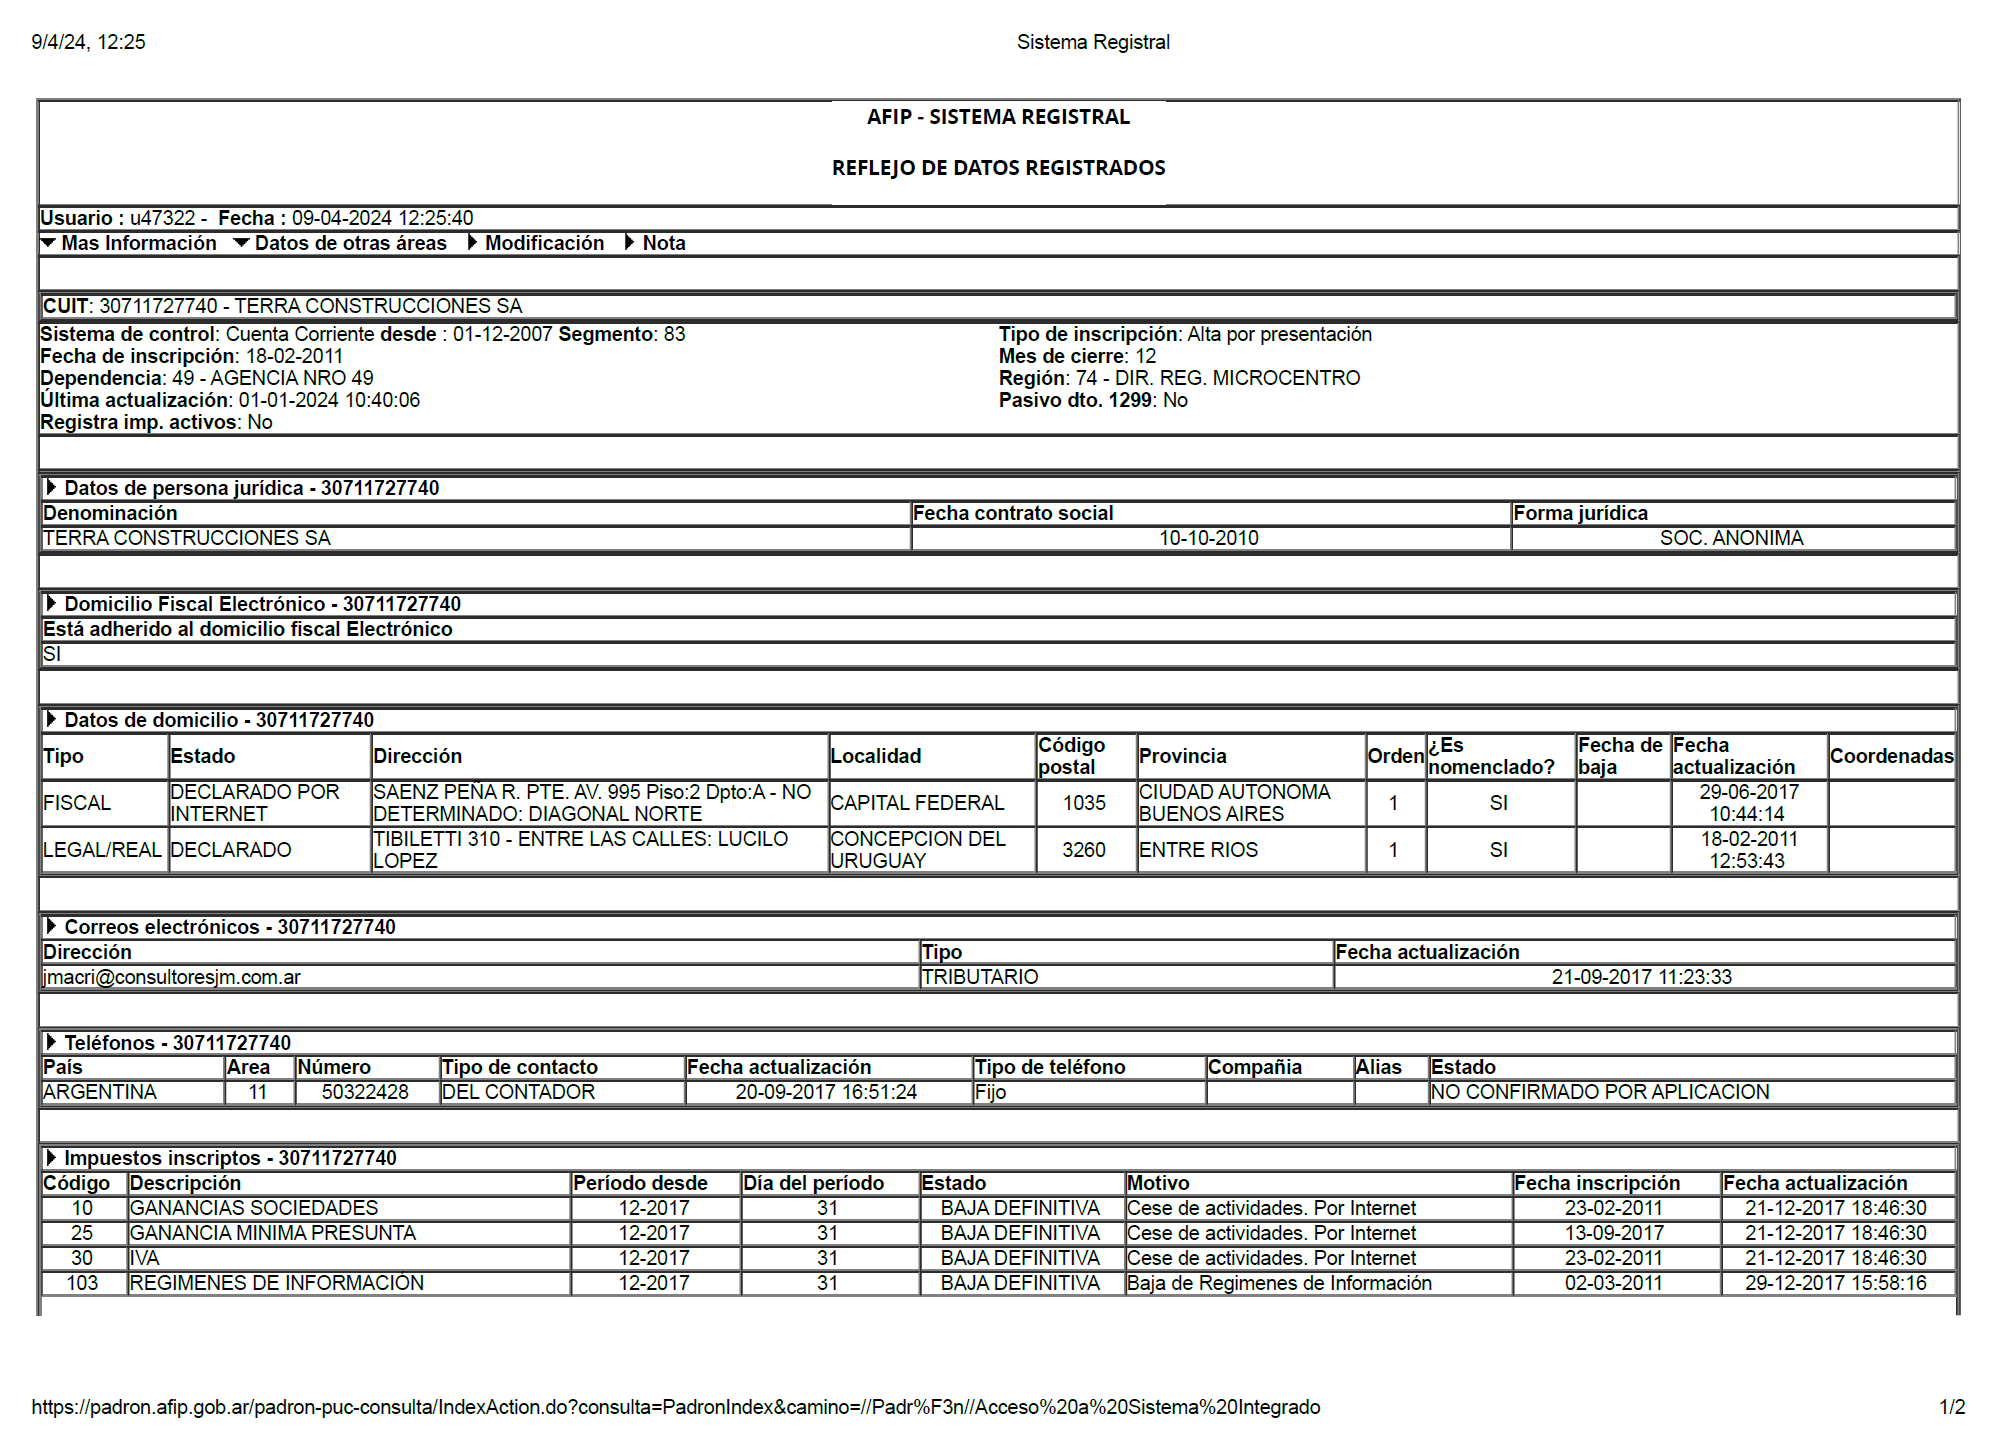 9/4/24, 12:25 Sistema Registral
AFIP - SISTEMA REGISTRAL
REFLEJO DE DATOS REGISTRADOS
Usuario : u47322 - Fecha : 09-04-2024 12:25:40
Mas Información Datos de otras áreas Modificación Nota
CUIT: 30711727740 - TERRA CONSTRUCCIONES SA
Sistema de control: Cuenta Corriente desde : 01-12-2007 Segmento: 83 Tipo de inscripción: Alta por presentación
Fecha de inscripción: 18-02-2011 Mes de cierre: 12
Dependencia: 49 - AGENCIA NRO 49 Región: 74 - DIR. REG. MICROCENTRO
Última actualización: 01-01-2024 10:40:06 Pasivo dto. 1299: No
Registra imp. activos: No
Datos de persona jurídica - 30711727740
Denominación Fecha contrato social Forma jurídica
TERRA CONSTRUCCIONES SA 10-10-2010 SOC. ANONIMA
Domicilio Fiscal Electrónico - 30711727740
Está adherido al domicilio fiscal Electrónico
SI
Datos de domicilio - 30711727740
Tipo Estado Dirección Localidad Código postal Provincia Orden ¿Es nomenclado? Fecha de baja Fecha actualización Coordenadas
FISCAL DECLARADO POR INTERNET SAENZ PEÑA R. PTE. AV. 995 Piso:2 Dpto:A - NO DETERMINADO: DIAGONAL NORTE CAPITAL FEDERAL 1035 CIUDAD AUTONOMA BUENOS AIRES 1 SI 29-06-2017 10:44:14
LEGAL/REAL DECLARADO TIBILETTI 310 - ENTRE LAS CALLES: LUCILO LOPEZ CONCEPCION DEL URUGUAY 3260 ENTRE RIOS 1 SI 18-02-2011 12:53:43
Correos electrónicos - 30711727740
Dirección Tipo Fecha actualización
jmacri@consultoresjm.com.ar TRIBUTARIO 21-09-2017 11:23:33
Teléfonos - 30711727740
País Area Número Tipo de contacto Fecha actualización Tipo de teléfono Compañia Alias Estado
ARGENTINA 11 50322428 DEL CONTADOR 20-09-2017 16:51:24 Fijo NO CONFIRMADO POR APLICACION
Impuestos inscriptos - 30711727740
Código Descripción Período desde Día del período Estado Motivo Fecha inscripción Fecha actualización
10 GANANCIAS SOCIEDADES 12-2017 31 BAJA DEFINITIVA Cese de actividades. Por Internet 23-02-2011 21-12-2017 18:46:30
25 GANANCIA MINIMA PRESUNTA 12-2017 31 BAJA DEFINITIVA Cese de actividades. Por Internet 13-09-2017 21-12-2017 18:46:30
30 IVA 12-2017 31 BAJA DEFINITIVA Cese de actividades. Por Internet 23-02-2011 21-12-2017 18:46:30
103 REGIMENES DE INFORMACIÓN 12-2017 31 BAJA DEFINITIVA Baja de Regimenes de Información 02-03-2011 29-12-2017 15:58:16
https://padron.afip.gob.ar/padron-puc-consulta/IndexAction.do?consulta=PadronIndex&camino=//Padr%F3n//Acceso%20a%20Sistema%20Integrado 1/2